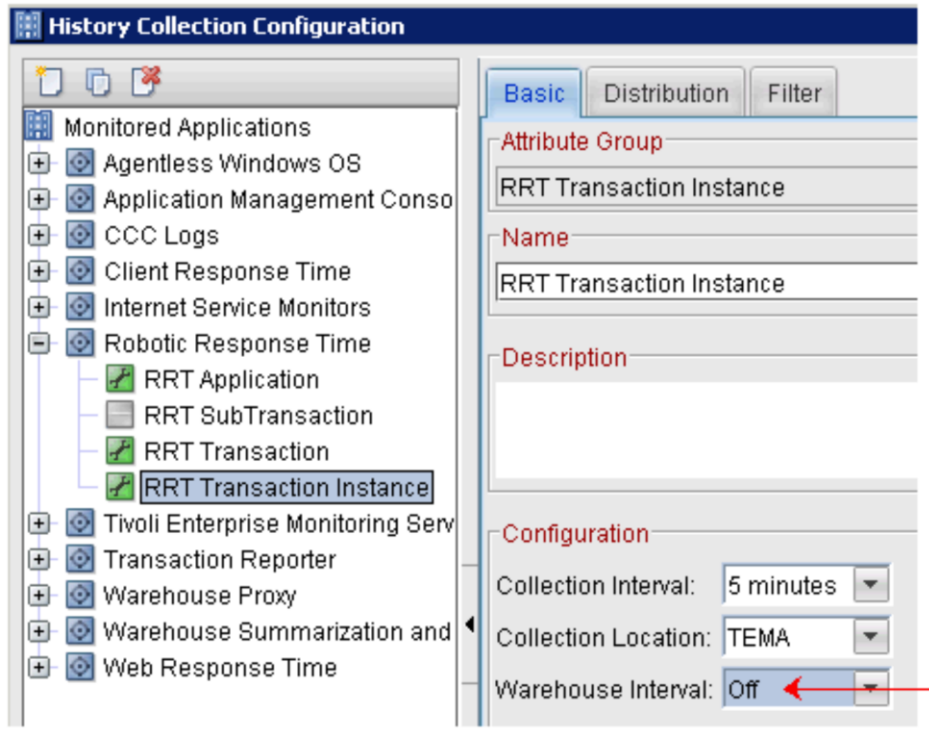 History Collection Configuration
Monitored Applications
Agentless Windows OS
Application Management Conso
CCC Logs
Client Response Time
Internet Service Monitors
Robotic Response Time
RRT Application
RRT SubTransaction
RRT Transaction
RRT Transaction Instance
Tivoli Enterprise Monitoring Serv
Transaction Reporter
Warehouse Proxy
Warehouse Summarization and
Web Response Time
Basic Distribution Filter
Attribute Group
RRT Transaction Instance
Name
RRT Transaction Instance
Description
Configuration
Collection Interval: 5 minutes
Collection Location: TEMA
Warehouse Interval: Off